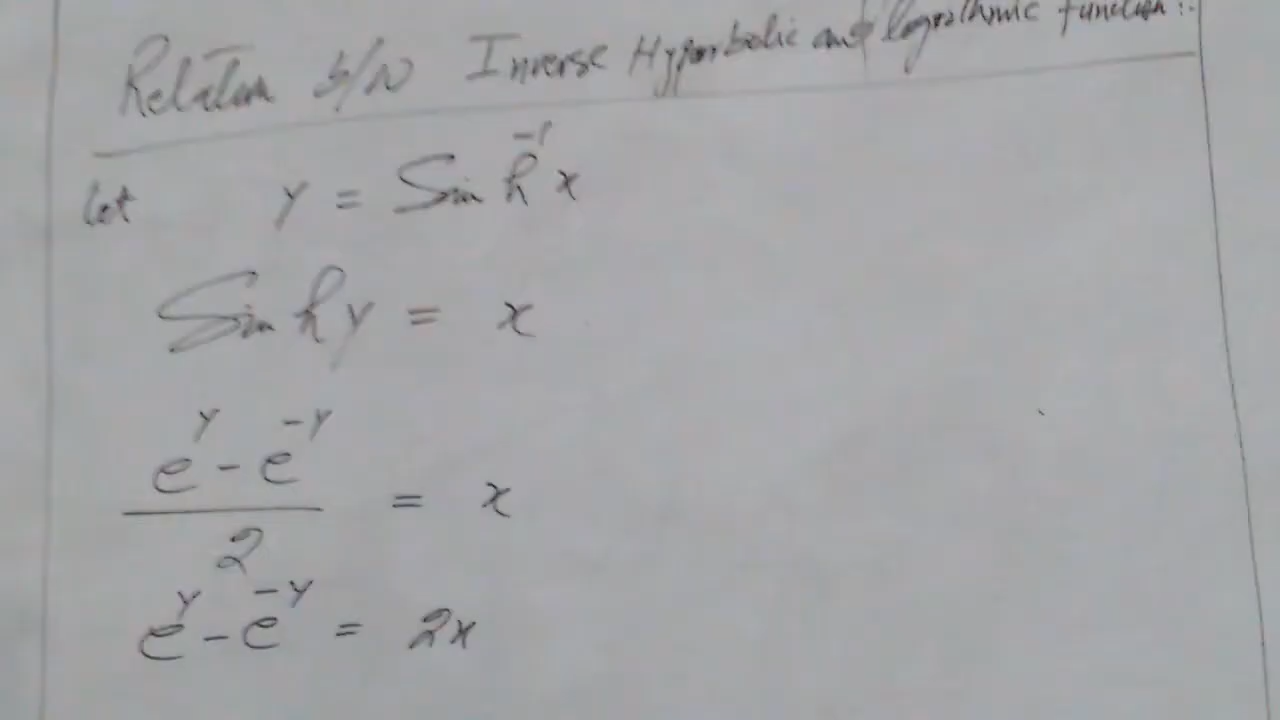 Relation b/w Inverse Hyperbolic and logarithmic function:.
let y = Sinh⁻¹ x
Sinh y = x
(e^y - e^-y) / 2 = x
e^y - e^-y = 2x